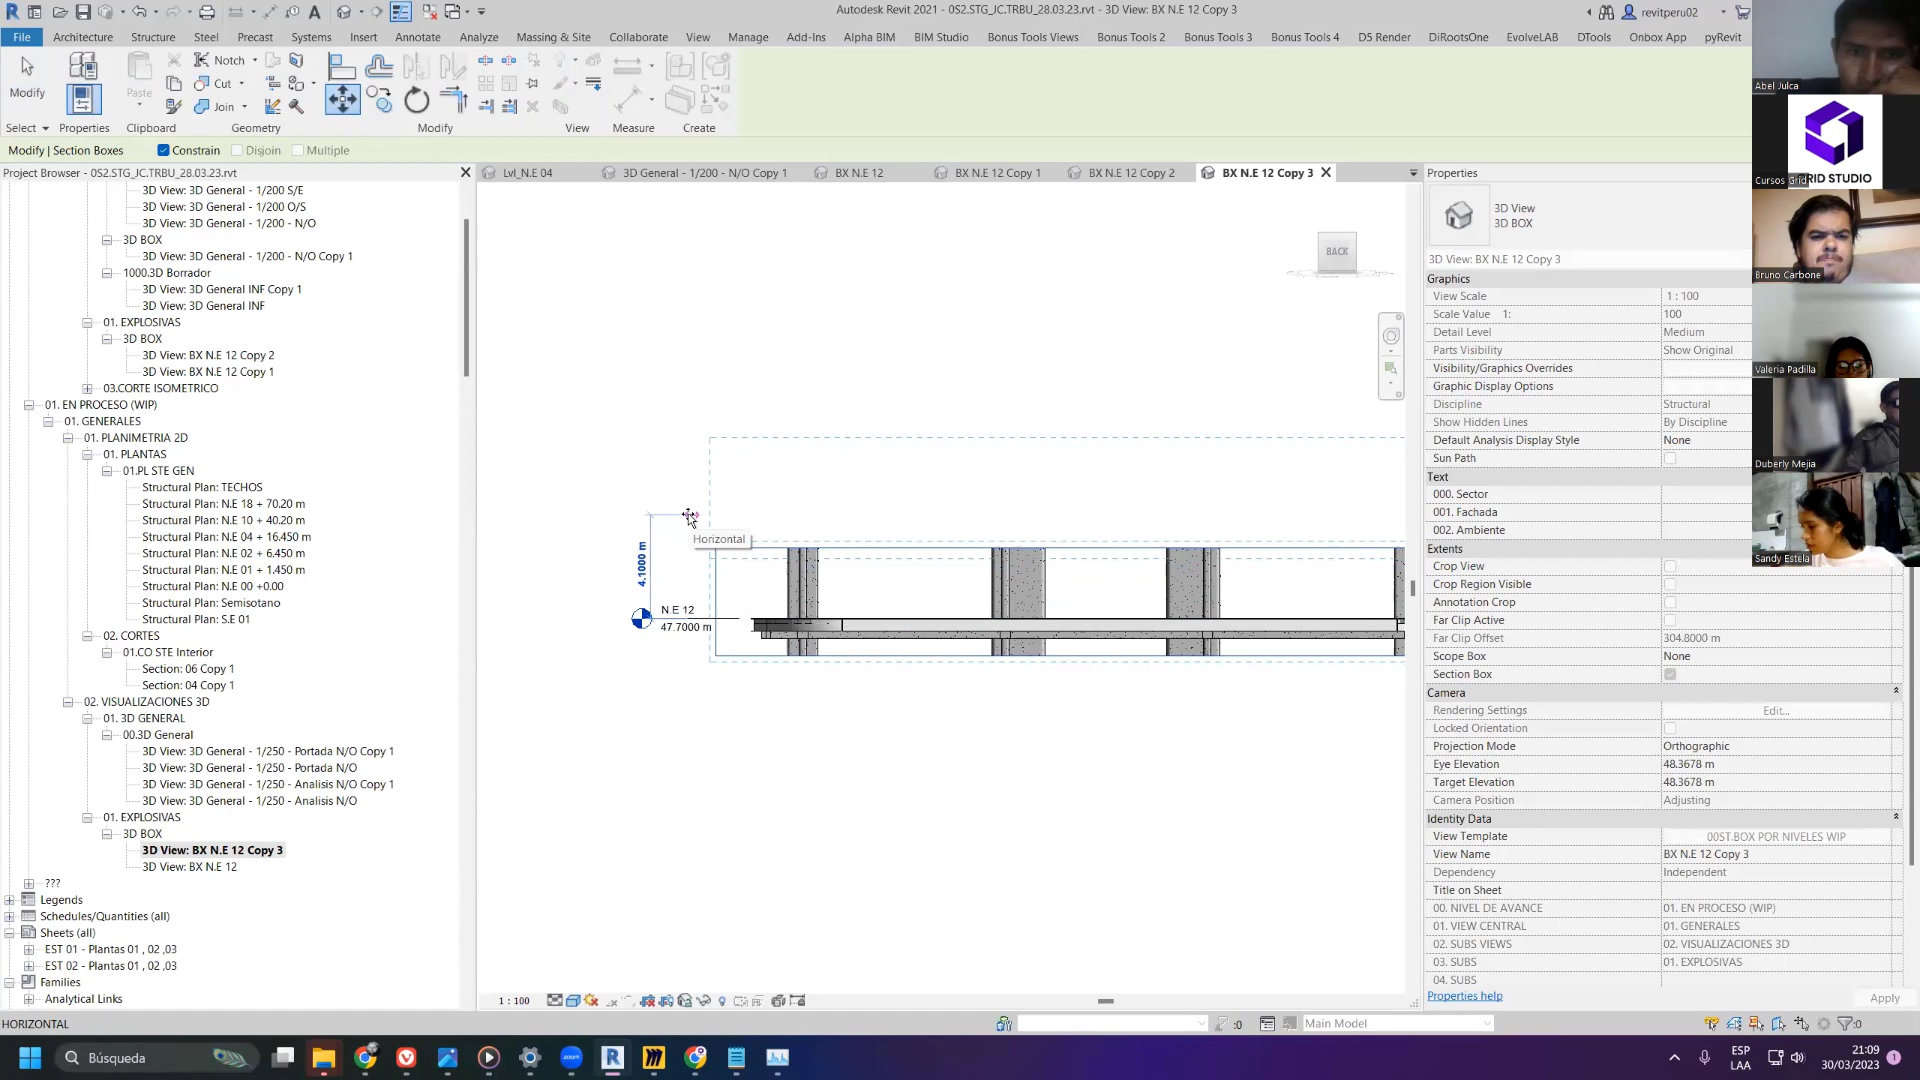 Autodesk Revit 2021 - 0S2.STG_JC.TRBU_28.03.23.rvt - 3D View: BX N.E 12 Copy 3
revitperu02
File Architecture Structure Steel Precast Systems Insert Annotate Analyze Massing & Site Collaborate View Manage Add-Ins Alpha BIM BIM Studio Bonus Tools Views Bonus Tools 2 Bonus Tools 3 Bonus Tools 4 D5 Render DiRootsOne EvolveLAB DTools Onbox App pyRevit
Modify
Paste
Notch
Cut
Join
Select Properties Clipboard Geometry Modify View Measure Create
Modify | Section Boxes Constrain Disjoin Multiple
Project Browser - 0S2.STG_JC.TRBU_28.03.23.rvt
3D View: 3D General - 1/200 S/E
3D View: 3D General - 1/200 O/S
3D View: 3D General - 1/200 - N/O
3D BOX
3D View: 3D General - 1/200 - N/O Copy 1
1000.3D Borrador
3D View: 3D General INF Copy 1
3D View: 3D General INF
01. EXPLOSIVAS
3D BOX
3D View: BX N.E 12 Copy 2
3D View: BX N.E 12 Copy 1
03.CORTE ISOMETRICO
01. EN PROCESO (WIP)
01. GENERALES
01. PLANIMETRIA 2D
01. PLANTAS
01.PL STE GEN
Structural Plan: TECHOS
Structural Plan: N.E 18 + 70.20 m
Structural Plan: N.E 10 + 40.20 m
Structural Plan: N.E 04 + 16.450 m
Structural Plan: N.E 02 + 6.450 m
Structural Plan: N.E 01 + 1.450 m
Structural Plan: N.E 00 +0.00
Structural Plan: Semisotano
Structural Plan: S.E 01
02. CORTES
01.CO STE Interior
Section: 06 Copy 1
Section: 04 Copy 1
02. VISUALIZACIONES 3D
01. 3D GENERAL
00.3D General
3D View: 3D General - 1/250 - Portada N/O Copy 1
3D View: 3D General - 1/250 - Portada N/O
3D View: 3D General - 1/250 - Analisis N/O Copy 1
3D View: 3D General - 1/250 - Analisis N/O
01. EXPLOSIVAS
3D BOX
3D View: BX N.E 12 Copy 3
3D View: BX N.E 12
???
Legends
Schedules/Quantities (all)
Sheets (all)
EST 01 - Plantas 01 , 02 ,03
EST 02 - Plantas 01 , 02 ,03
Families
Analytical Links
Lvl_N.E 04 3D General - 1/200 - N/O Copy 1 BX N.E 12 BX N.E 12 Copy 1 BX N.E 12 Copy 2 BX N.E 12 Copy 3
BACK
Horizontal
4.1000 m
N.E 12
47.7000 m
1 : 100
Properties
3D View
3D BOX
3D View: BX N.E 12 Copy 3
Graphics
View Scale 1 : 100
Scale Value 1: 100
Detail Level Medium
Parts Visibility Show Original
Visibility/Graphics Overrides
Graphic Display Options
Discipline Structural
Show Hidden Lines By Discipline
Default Analysis Display Style None
Sun Path
Text
000. Sector
001. Fachada
002. Ambiente
Extents
Crop View
Crop Region Visible
Annotation Crop
Far Clip Active
Far Clip Offset 304.8000 m
Scope Box None
Section Box
Camera
Rendering Settings Edit...
Locked Orientation
Projection Mode Orthographic
Eye Elevation 48.3678 m
Target Elevation 48.3678 m
Camera Position Adjusting
Identity Data
View Template 00ST.BOX POR NIVELES WIP
View Name BX N.E 12 Copy 3
Dependency Independent
Title on Sheet
00. NIVEL DE AVANCE 01. EN PROCESO (WIP)
01. VIEW CENTRAL 01. GENERALES
02. SUBS VIEWS 02. VISUALIZACIONES 3D
03. SUBS 01. EXPLOSIVAS
04. SUBS
Properties help Apply
Abel Julca
RID STUDIO
Cursos Grid
Bruno Carbone
Valeria Padilla
Duberly Mejia
Sandy Estela
HORIZONTAL
:0
Main Model
:0
Búsqueda
ESP
LAA
21:09
30/03/2023
1